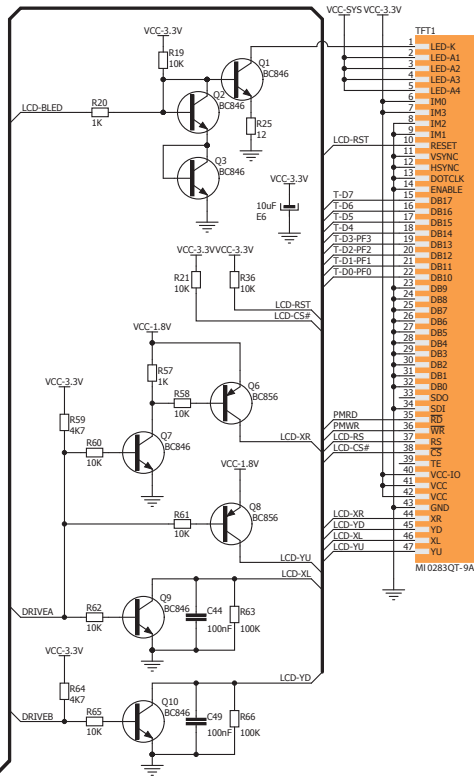 VCC-SYS VCC-3.3V
VCC-3.3V
TFT1
R19
10K
Q1
BC846
1 LED-K
2 LED-A1
3 LED-A2
4 LED-A3
5 LED-A4
6 IM0
7 IM3
8 IM2
9 IM1
10 RESET
11 VSYNC
12 HSYNC
13 DOTCLK
14 ENABLE
15 DB17
16 DB16
17 DB15
18 DB14
19 DB13
20 DB12
21 DB11
22 DB10
23 DB9
24 DB8
25 DB7
26 DB6
27 DB5
28 DB4
29 DB3
30 DB2
31 DB1
32 DB0
33 SDO
34 SDI
35 RD
36 WR
37 RS
38 CS
39 TE
40 VCC-IO
41 VCC
42 VCC
43 GND
44 XR
45 YD
46 XL
47 YU
MI0283QT-9A
Q2
BC846
LCD-BLED
R20
1K
R25
12
LCD-RST
Q3
BC846
VCC-3.3V
10uF
E6
T-D7
T-D6
T-D5
T-D4
T-D3-PF3
T-D2-PF2
T-D1-PF1
T-D0-PF0
VCC-3.3V VCC-3.3V
R21
10K
R36
10K
LCD-RST
LCD-CS#
VCC-1.8V
R57
1K
Q6
BC856
R58
10K
VCC-3.3V
R59
4K7
Q7
BC846
R60
10K
LCD-XR
PMRD
PMWR
LCD-RS
LCD-CS#
VCC-1.8V
Q8
BC856
R61
10K
LCD-XR
LCD-YD
LCD-XL
LCD-YU
LCD-YU
LCD-XL
Q9
BC846
DRIVEA
R62
10K
C44
100nF
R63
100K
VCC-3.3V
R64
4K7
LCD-YD
Q10
BC846
DRIVEB
R65
10K
C49
100nF
R66
100K